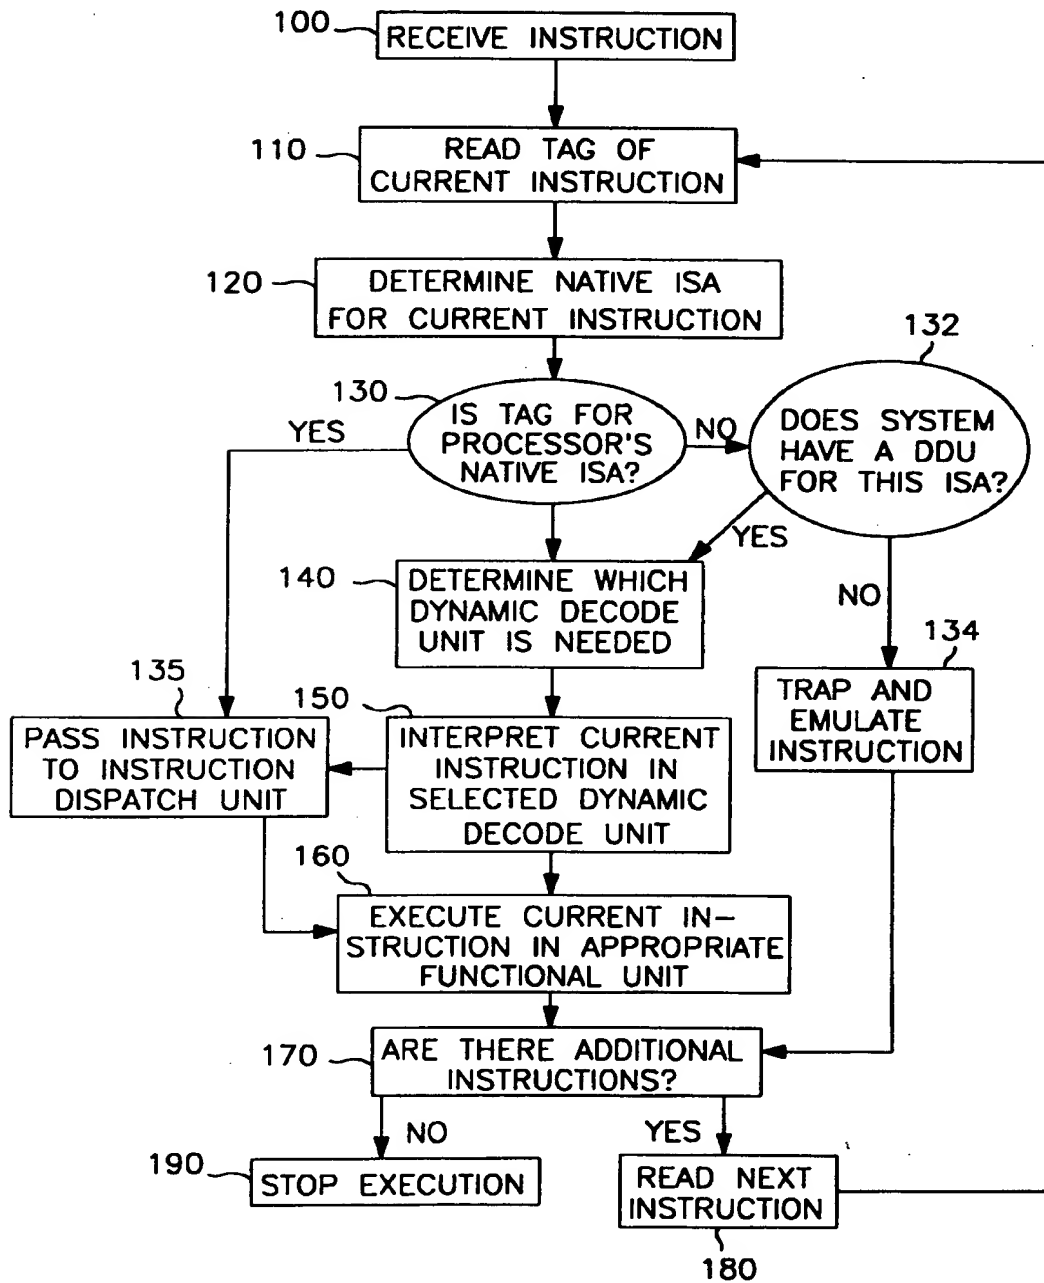 100
RECEIVE INSTRUCTION
110
READ TAG OF
CURRENT INSTRUCTION
120
DETERMINE NATIVE ISA
FOR CURRENT INSTRUCTION
130
IS TAG FOR
PROCESSOR'S
NATIVE ISA?
YES
NO
132
DOES SYSTEM
HAVE A DDU
FOR THIS ISA?
YES
NO
140
DETERMINE WHICH
DYNAMIC DECODE
UNIT IS NEEDED
134
TRAP AND
EMULATE
INSTRUCTION
135
PASS INSTRUCTION
TO INSTRUCTION
DISPATCH UNIT
150
INTERPRET CURRENT
INSTRUCTION IN
SELECTED DYNAMIC
DECODE UNIT
160
EXECUTE CURRENT IN-
STRUCTION IN APPROPRIATE
FUNCTIONAL UNIT
170
ARE THERE ADDITIONAL
INSTRUCTIONS?
NO
YES
190
STOP EXECUTION
READ NEXT
INSTRUCTION
180